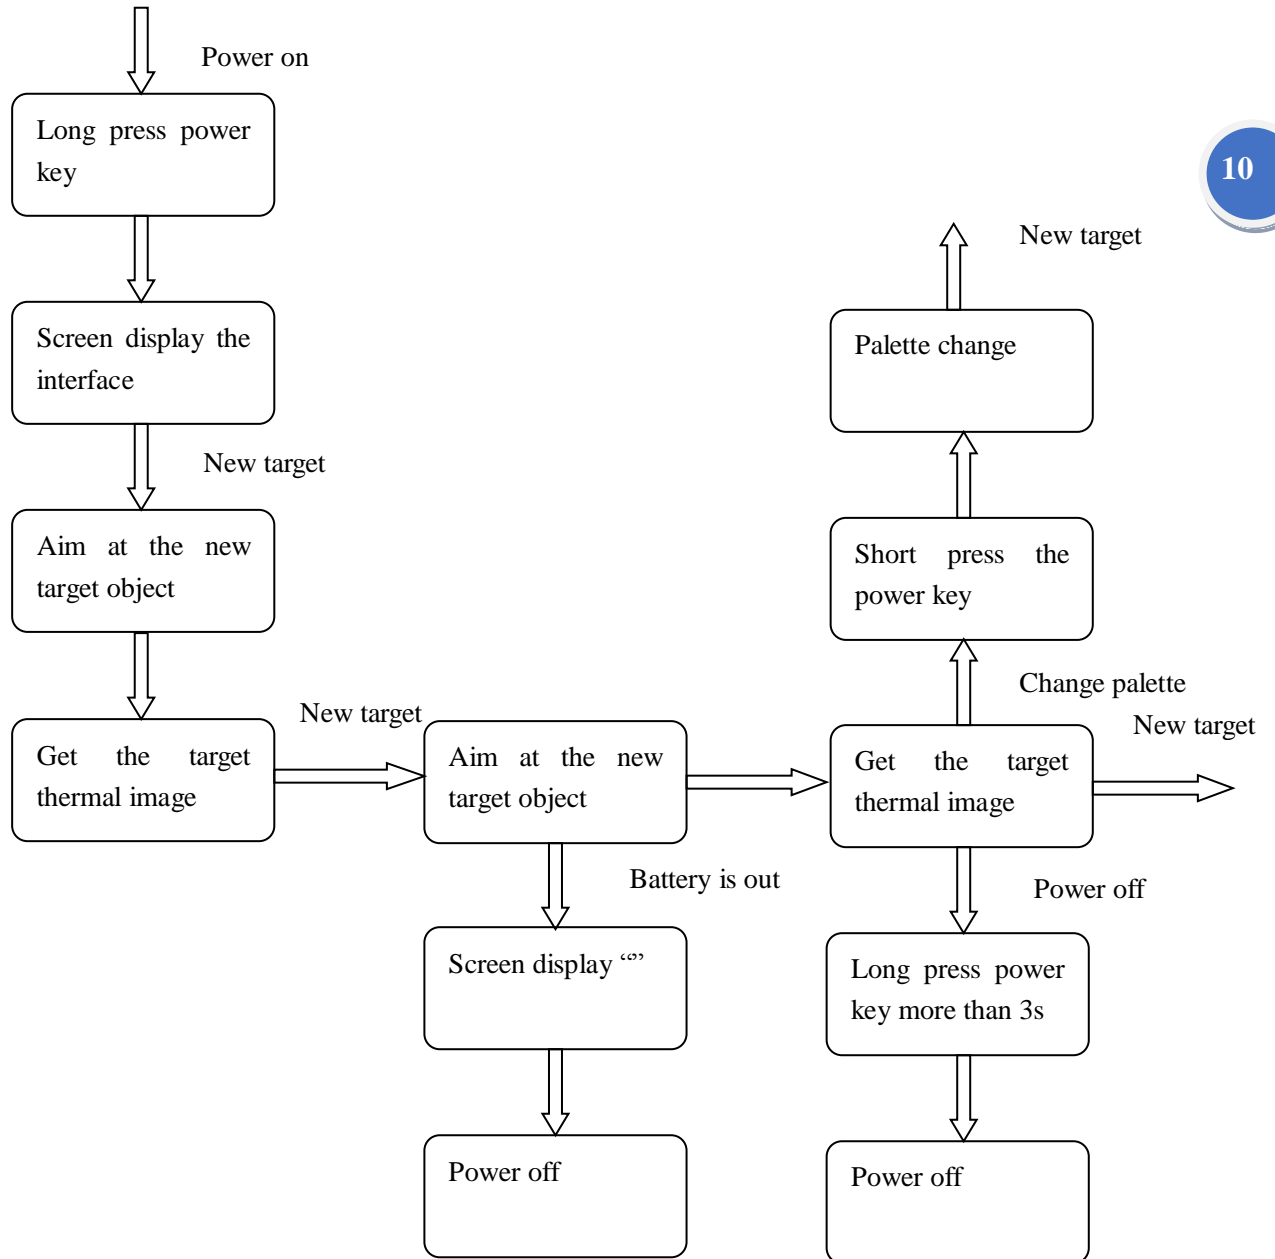 Power on
Long press power
key
10
Screen display the
interface
New target
Aim at the new
target object
Get the target
thermal image
New target
Aim at the new
target object
Battery is out
Screen display “”
Power off
New target
Palette change
Short press the
power key
Change palette
New target
Get the target
thermal image
Power off
Long press power
key more than 3s
Power off